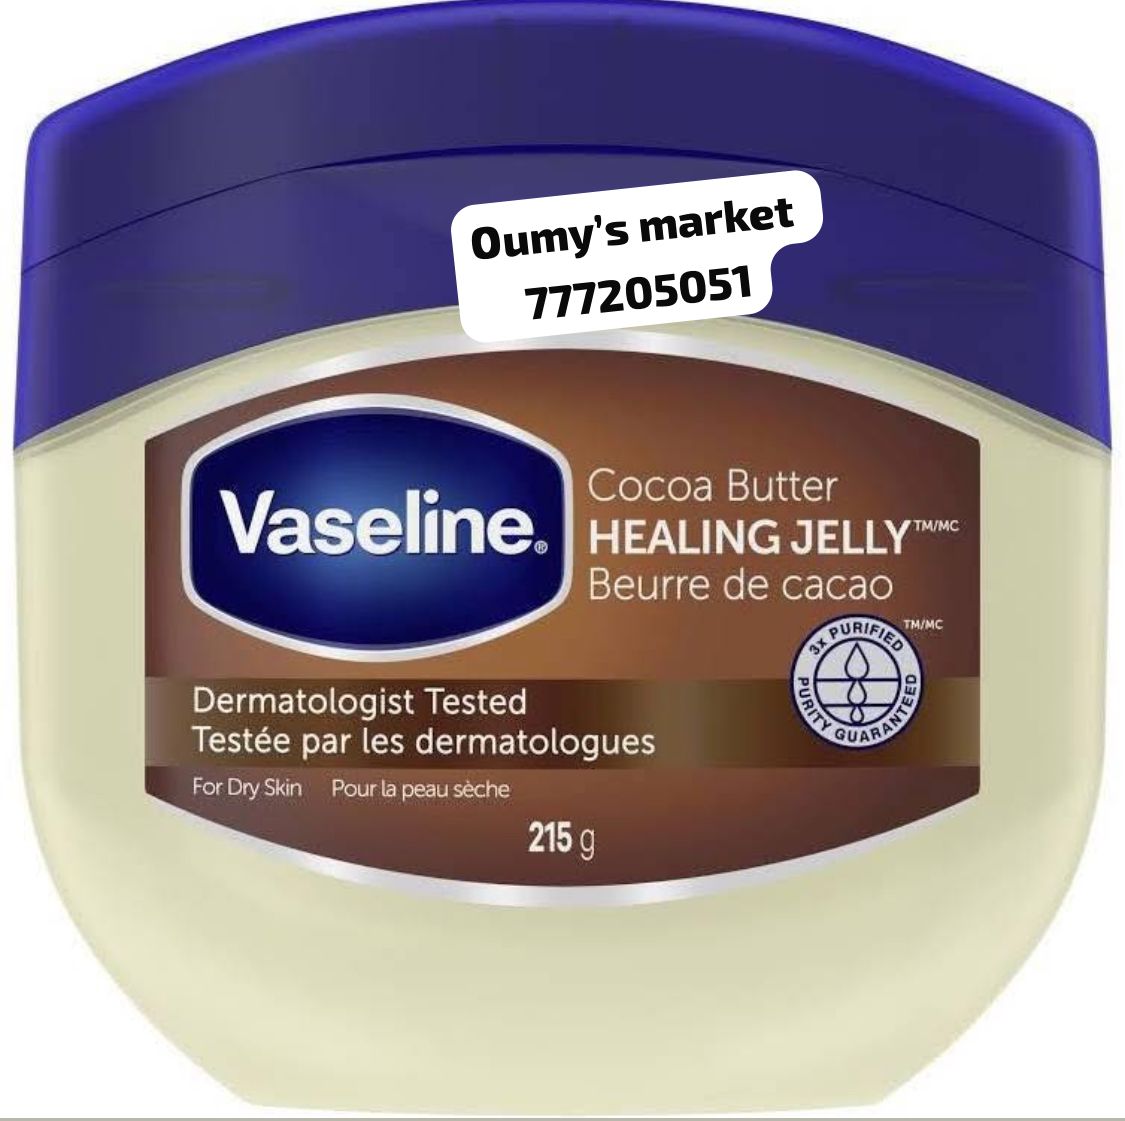 Oumy's market
777205051
Vaseline®
Cocoa Butter
HEALING JELLY™/MC
Beurre de cacao
3x PURIFIED
PURITY GUARANTEED
TM/MC
Dermatologist Tested
Testée par les dermatologues
For Dry Skin Pour la peau sèche
215 g